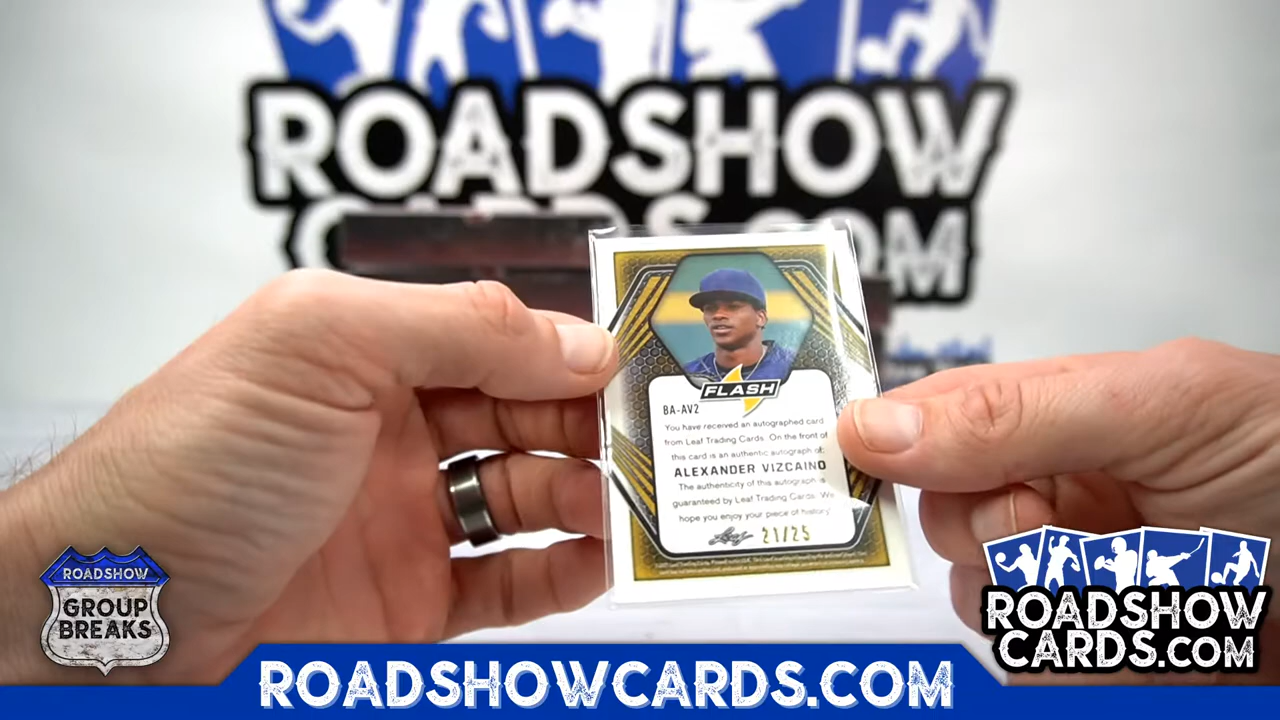 ROADSHOW
CARDS.COM
FLASH
BA-AV2
You have received an autographed card
from Leaf Trading Cards. On the front of
this card is an authentic autograph of:
ALEXANDER VIZCAINO
The authenticity of this autograph is
guaranteed by Leaf Trading Cards. We
hope you enjoy your piece of history.
Leaf 21/25
ROADSHOW
GROUP
BREAKS
ROADSHOWCARDS.COM
ROADSHOW
CARDS.COM